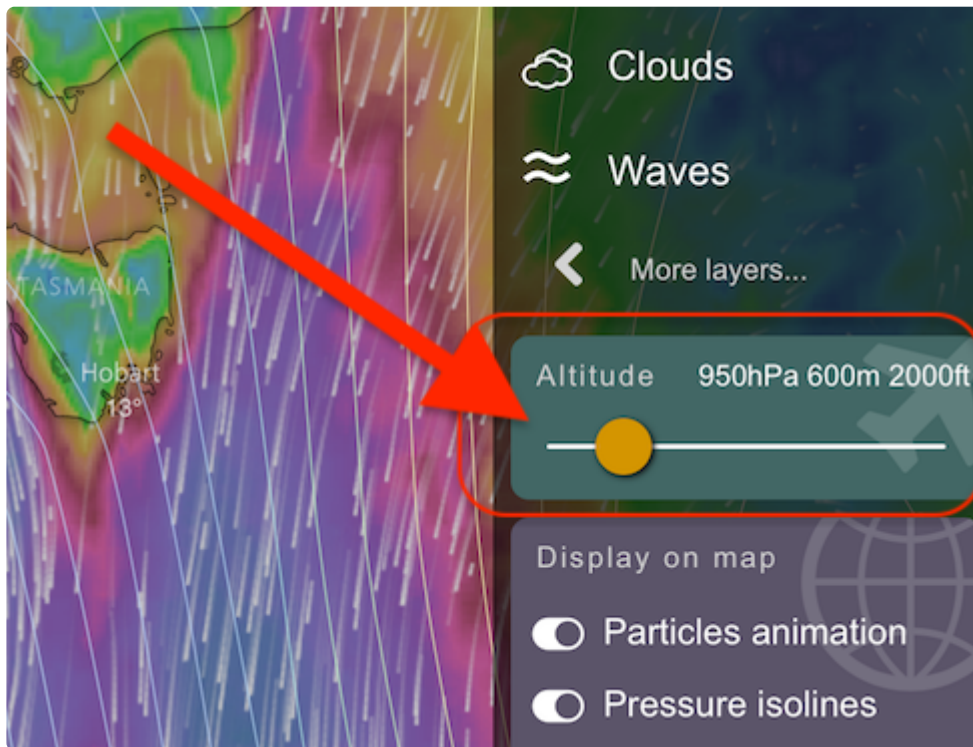 Clouds
Waves
More layers...
TASMANIA
Hobart
13°
Altitude 950hPa 600m 2000ft
Display on map
Particles animation
Pressure isolines